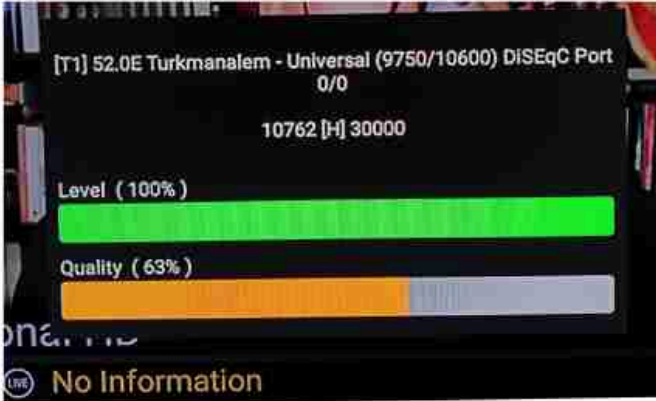 [T1] 52.0E Turkmanalem - Universal (9750/10600) DiSEqC Port
0/0
10762 [H] 30000
Level (100%)
Quality (63%)
LIVE
No Information